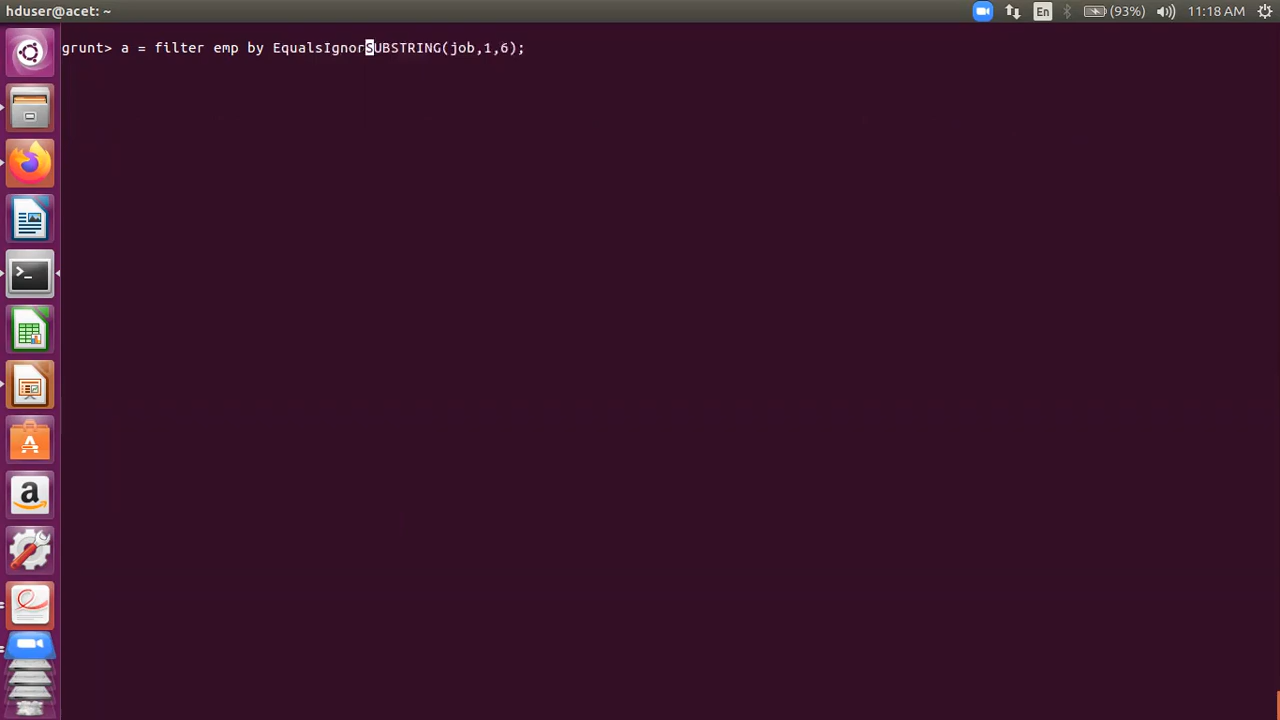 hduser@acet: ~
En
(93%)
11:18 AM
grunt> a = filter emp by EqualsIgnorSUBSTRING(job,1,6);